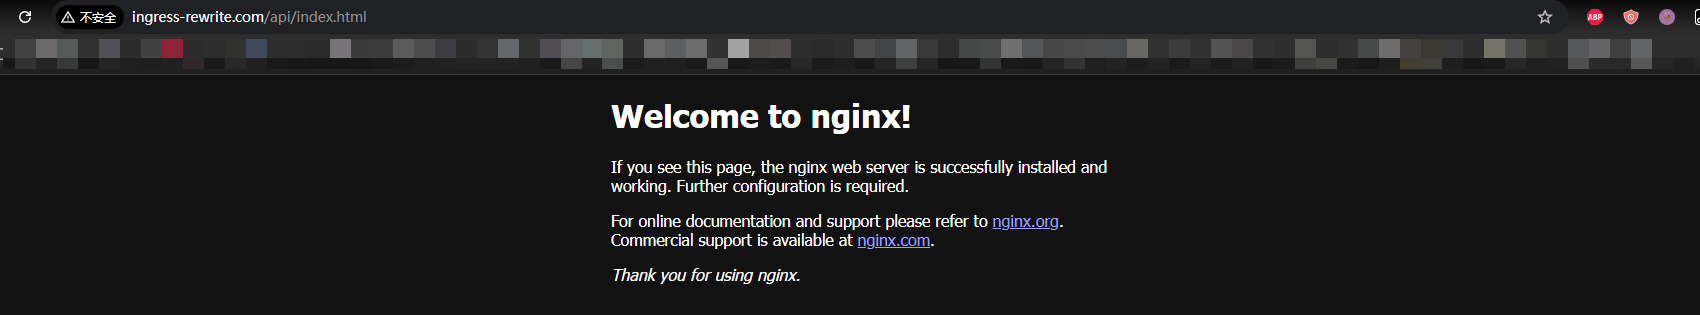 不安全 ingress-rewrite.com/api/index.html
ABP
Welcome to nginx!
If you see this page, the nginx web server is successfully installed and
working. Further configuration is required.
For online documentation and support please refer to nginx.org.
Commercial support is available at nginx.com.
Thank you for using nginx.